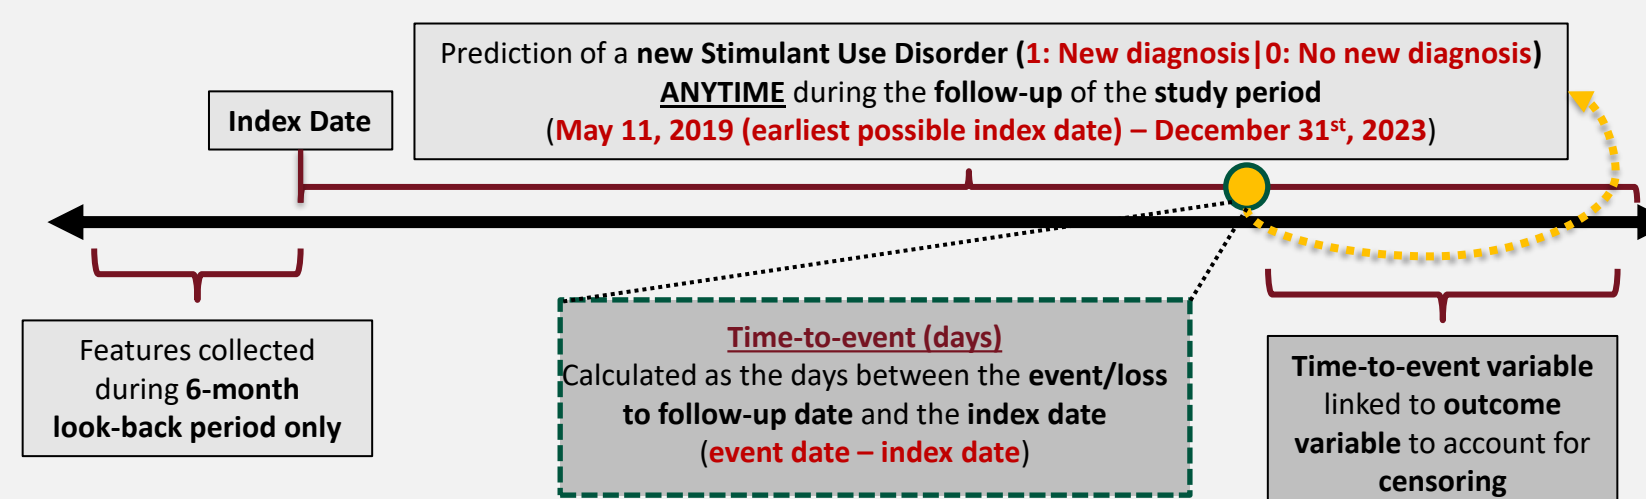 Prediction of a new Stimulant Use Disorder (1: New diagnosis|0: No new diagnosis)
ANYTIME during the follow-up of the study period
(May 11, 2019 (earliest possible index date) – December 31st, 2023)
Index Date
Features collected
during 6-month
look-back period only
Time-to-event (days)
Calculated as the days between the event/loss
to follow-up date and the index date
(event date – index date)
Time-to-event variable
linked to outcome
variable to account for
censoring